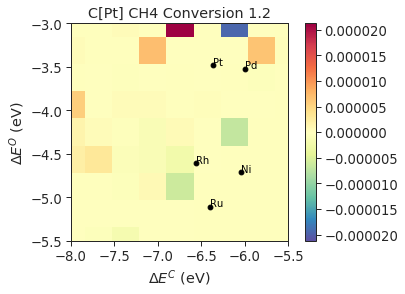 C[Pt] CH4 Conversion 1.2
−3.0
−3.5
−4.0
−4.5
−5.0
−5.5
ΔE^O (eV)
Pt
Pd
Rh
Ni
Ru
−8.0 −7.5 −7.0 −6.5 −6.0 −5.5
ΔE^C (eV)
0.000020
0.000015
0.000010
0.000005
0.000000
−0.000005
−0.000010
−0.000015
−0.000020